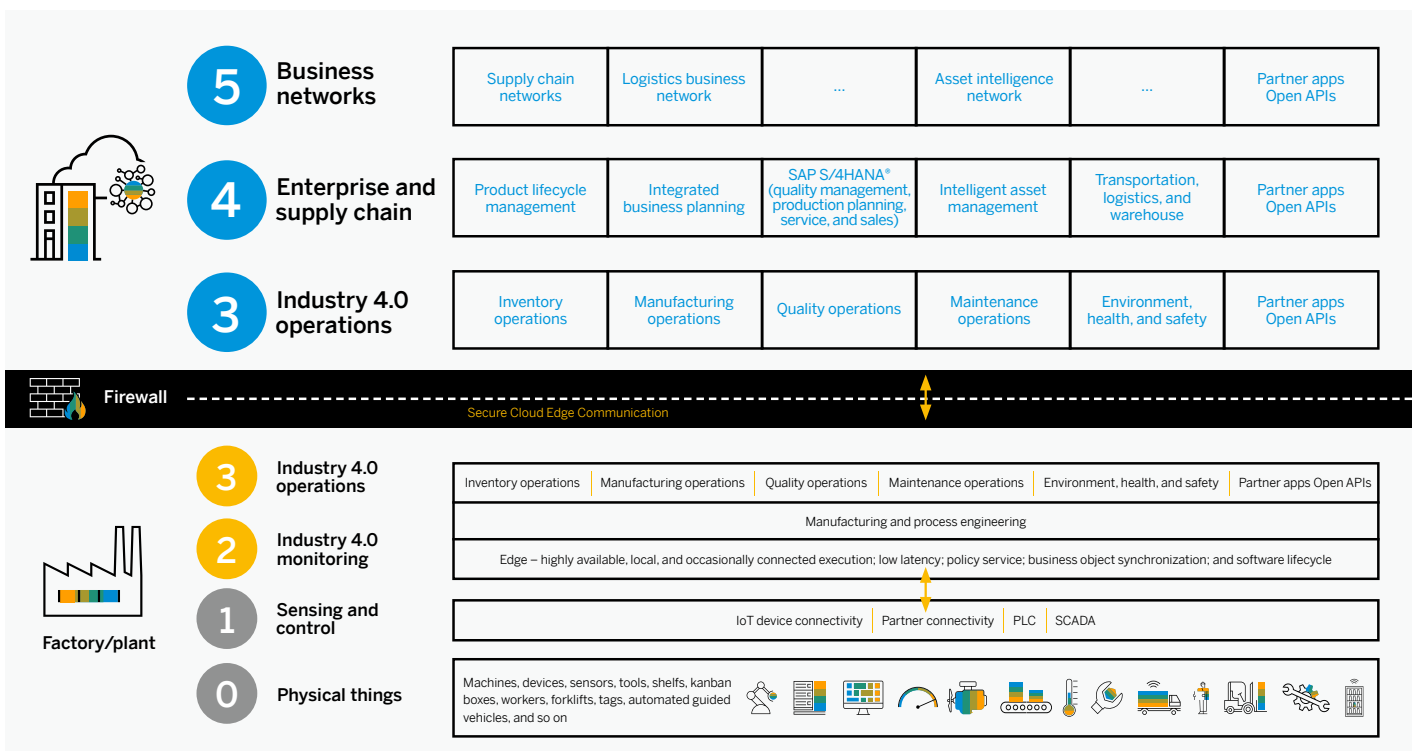 5
Business
networks
Supply chain
networks
Logistics business
network
...
Asset intelligence
network
...
Partner apps
Open APIs
4
Enterprise and
supply chain
Product lifecycle
management
Integrated
business planning
SAP S/4HANA®
(quality management,
production planning,
service, and sales)
Intelligent asset
management
Transportation,
logistics, and
warehouse
Partner apps
Open APIs
3
Industry 4.0
operations
Inventory
operations
Manufacturing
operations
Quality operations
Maintenance
operations
Environment,
health, and safety
Partner apps
Open APIs
Firewall
Secure Cloud Edge Communication
3
Industry 4.0
operations
Inventory operations
Manufacturing operations
Quality operations
Maintenance operations
Environment, health, and safety
Partner apps Open APIs
Manufacturing and process engineering
2
Industry 4.0
monitoring
Edge – highly available, local, and occasionally connected execution; low latency; policy service; business object synchronization; and software lifecycle
Factory/plant
1
Sensing and
control
IoT device connectivity
Partner connectivity
PLC
SCADA
0
Physical things
Machines, devices, sensors, tools, shelfs, kanban
boxes, workers, forklifts, tags, automated guided
vehicles, and so on